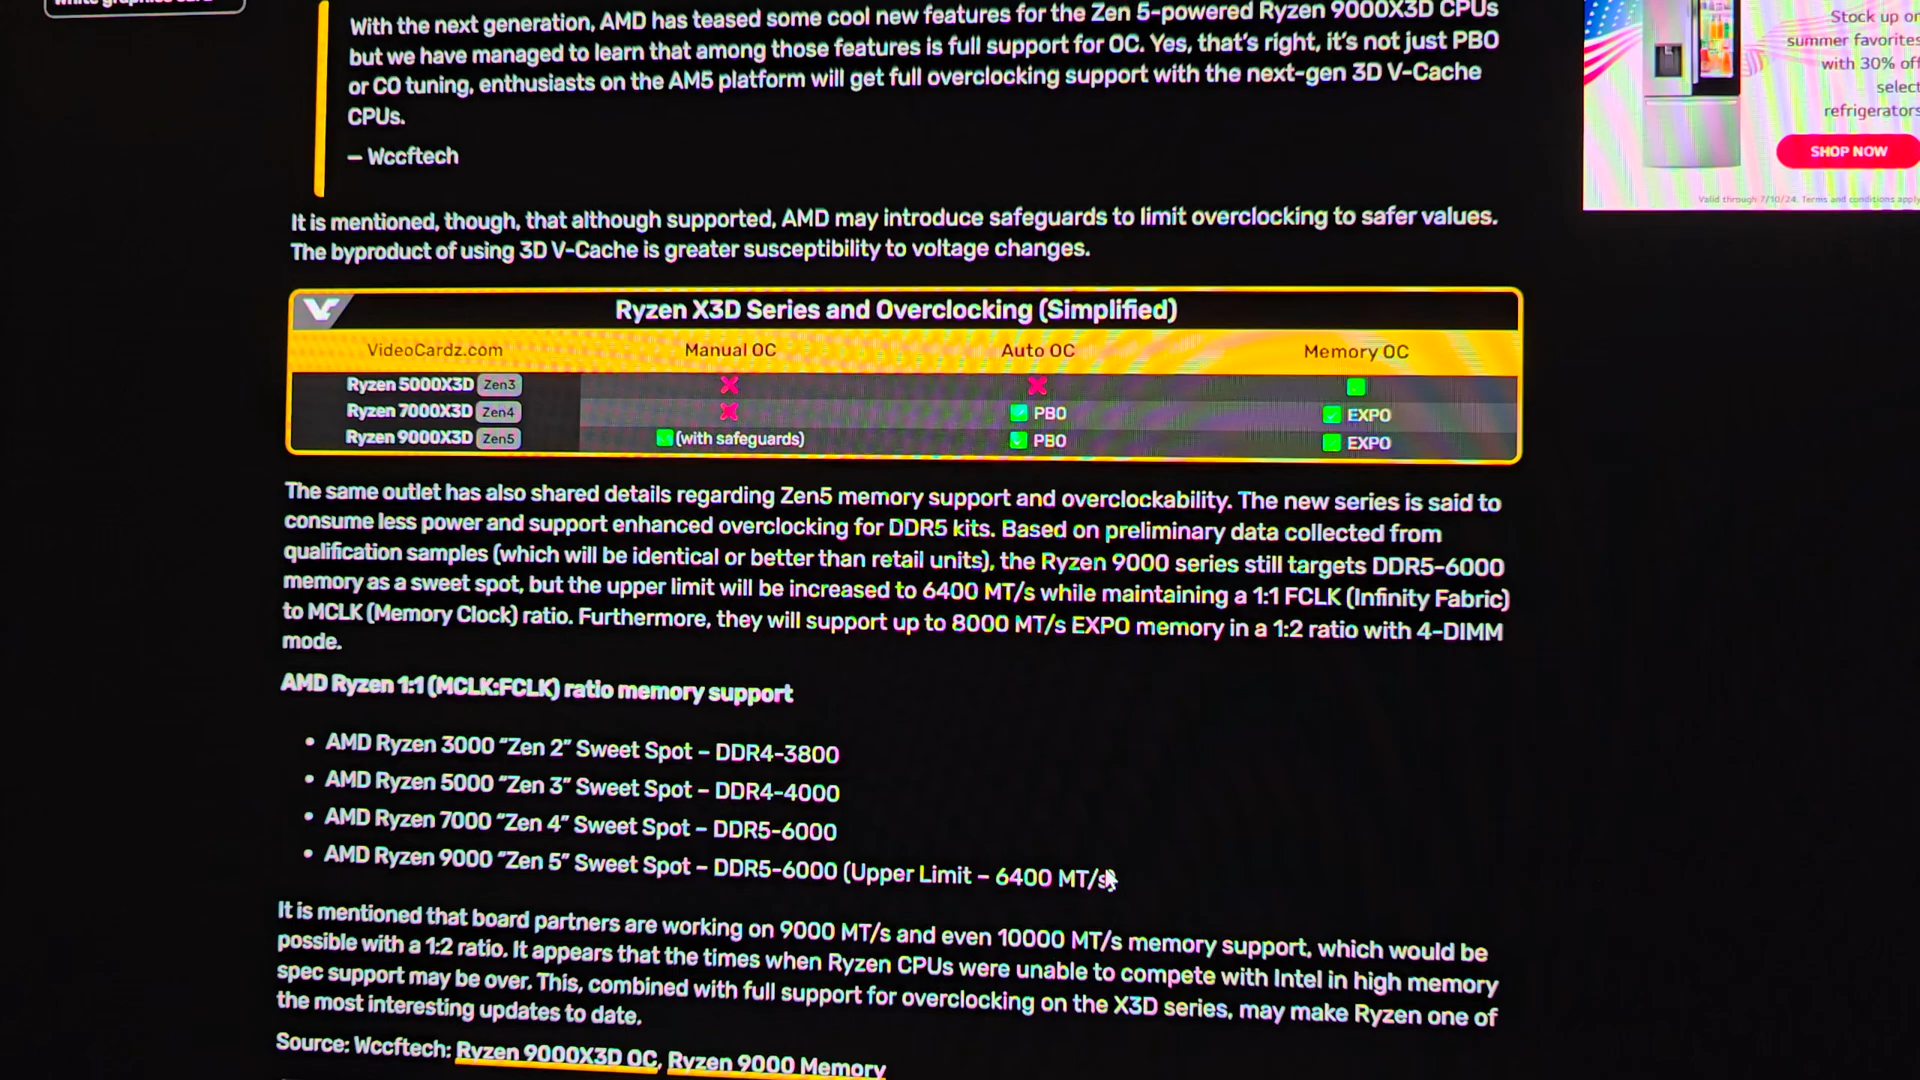 With the next generation, AMD has teased some cool new features for the Zen 5-powered Ryzen 9000X3D CPUs
but we have managed to learn that among those features is full support for OC. Yes, that's right, it's not just PBO
or CO tuning, enthusiasts on the AM5 platform will get full overclocking support with the next-gen 3D V-Cache
CPUs.
— Wccftech
It is mentioned, though, that although supported, AMD may introduce safeguards to limit overclocking to safer values.
The byproduct of using 3D V-Cache is greater susceptibility to voltage changes.
Ryzen X3D Series and Overclocking (Simplified)
VideoCardz.com Manual OC Auto OC Memory OC
Ryzen 5000X3D Zen3 ❌ ❌ ✅
Ryzen 7000X3D Zen4 ❌ ✅ PBO ✅ EXPO
Ryzen 9000X3D Zen5 ✅ (with safeguards) ✅ PBO ✅ EXPO
The same outlet has also shared details regarding Zen5 memory support and overclockability. The new series is said to
consume less power and support enhanced overclocking for DDR5 kits. Based on preliminary data collected from
qualification samples (which will be identical or better than retail units), the Ryzen 9000 series still targets DDR5-6000
memory as a sweet spot, but the upper limit will be increased to 6400 MT/s while maintaining a 1:1 FCLK (Infinity Fabric)
to MCLK (Memory Clock) ratio. Furthermore, they will support up to 8000 MT/s EXPO memory in a 1:2 ratio with 4-DIMM
mode.
AMD Ryzen 1:1 (MCLK:FCLK) ratio memory support
• AMD Ryzen 3000 “Zen 2” Sweet Spot – DDR4-3800
• AMD Ryzen 5000 “Zen 3” Sweet Spot – DDR4-4000
• AMD Ryzen 7000 “Zen 4” Sweet Spot – DDR5-6000
• AMD Ryzen 9000 “Zen 5” Sweet Spot – DDR5-6000 (Upper Limit – 6400 MT/s)
It is mentioned that board partners are working on 9000 MT/s and even 10000 MT/s memory support, which would be
possible with a 1:2 ratio. It appears that the times when Ryzen CPUs were unable to compete with Intel in high memory
spec support may be over. This, combined with full support for overclocking on the X3D series, may make Ryzen one of
the most interesting updates to date.
Source: Wccftech: Ryzen 9000X3D OC, Ryzen 9000 Memory
Stock up on
summer favorites
with 30% off
select
refrigerators
SHOP NOW
Valid through 7/10/24. Terms and conditions apply